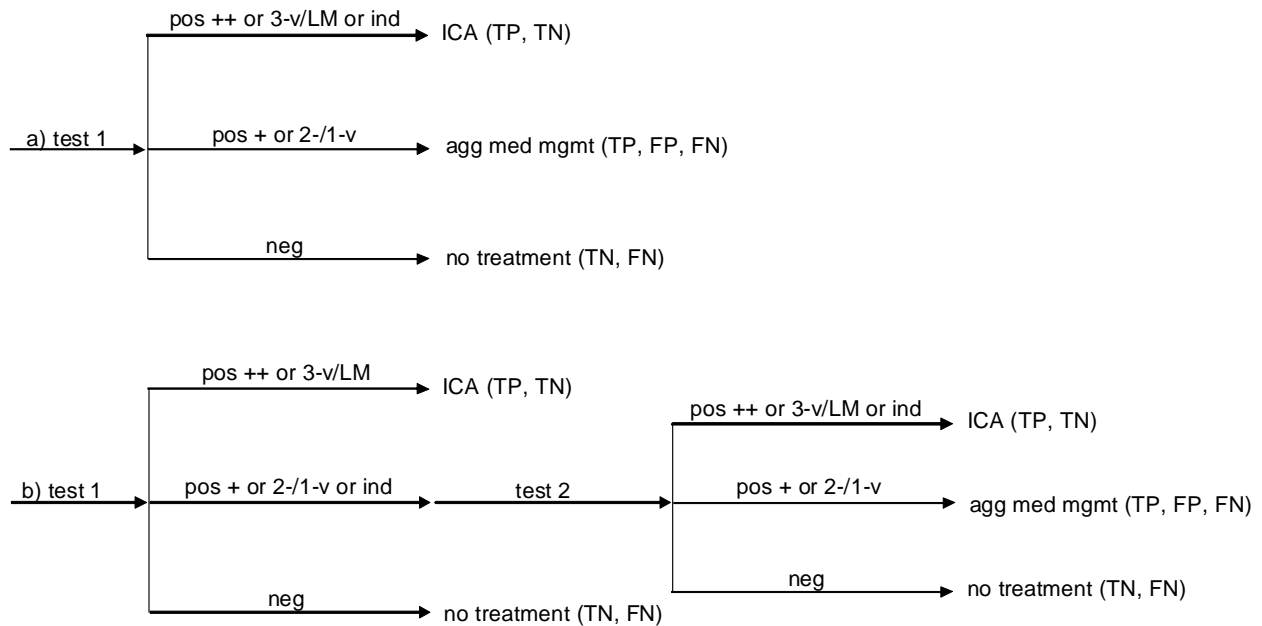 pos ++ or 3-v/LM or ind
ICA (TP, TN)
a) test 1
pos + or 2-/1-v
agg med mgmt (TP, FP, FN)
neg
no treatment (TN, FN)
pos ++ or 3-v/LM
ICA (TP, TN)
pos ++ or 3-v/LM or ind
ICA (TP, TN)
b) test 1
pos + or 2-/1-v or ind
test 2
pos + or 2-/1-v
agg med mgmt (TP, FP, FN)
neg
no treatment (TN, FN)
neg
no treatment (TN, FN)